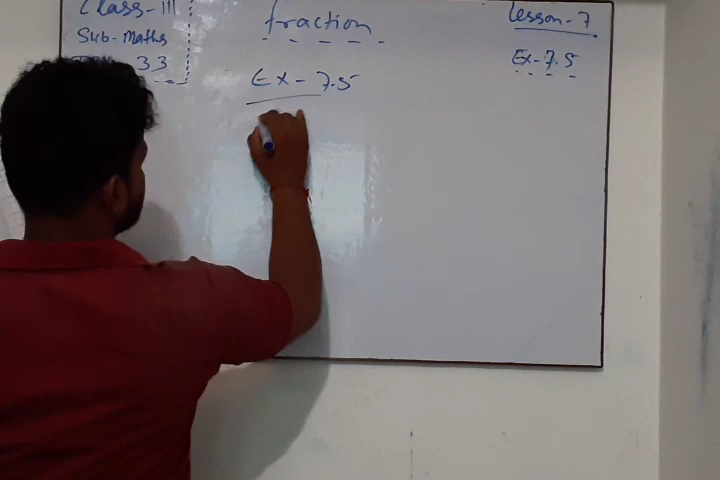 Class-III
Sub-Maths
33
fraction
Ex-7.5
Lesson-7
Ex-7.5